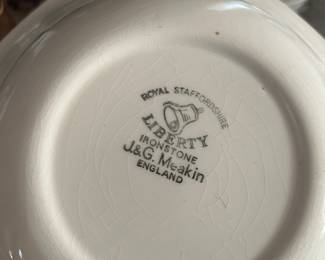 ROYAL STAFFORDSHIRE
LIBERTY
IRONSTONE
J.&G. Meakin
ENGLAND